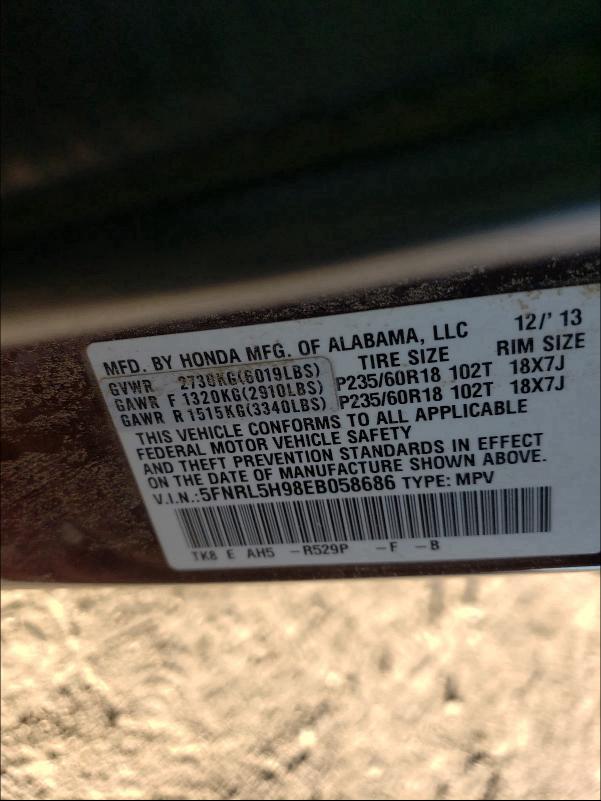 MFD. BY HONDA MFG. OF ALABAMA, LLC 12/' 13
TIRE SIZE RIM SIZE
GVWR 2730KG(6019LBS)
GAWR F 1320KG(2910LBS) P235/60R18 102T 18X7J
GAWR R 1515KG(3340LBS) P235/60R18 102T 18X7J
THIS VEHICLE CONFORMS TO ALL APPLICABLE
FEDERAL MOTOR VEHICLE SAFETY
AND THEFT PREVENTION STANDARDS IN EFFECT
ON THE DATE OF MANUFACTURE SHOWN ABOVE.
V.I.N.:5FNRL5H98EB058686 TYPE: MPV
TK8 E AH5 -R529P -F -B